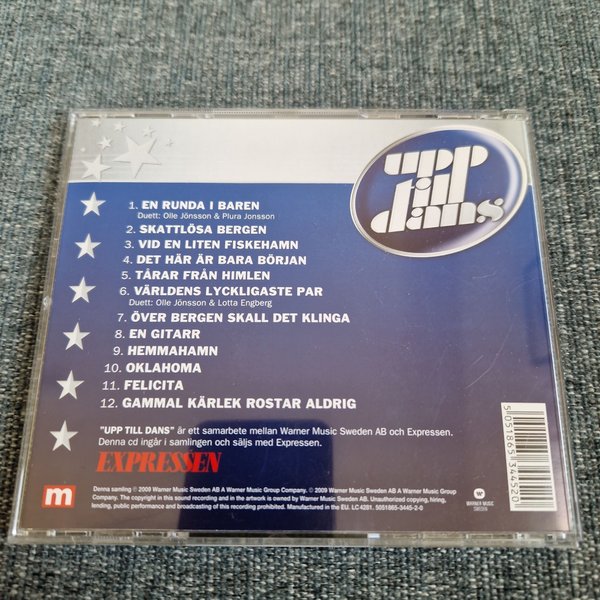 upp
till
dans
1. EN RUNDA I BAREN
Duett: Olle Jönsson & Plura Jonsson
2. SKATTLÖSA BERGEN
3. VID EN LITEN FISKEHAMN
4. DET HÄR ÄR BARA BÖRJAN
5. TÅRAR FRÅN HIMLEN
6. VÄRLDENS LYCKLIGASTE PAR
Duett: Olle Jönsson & Lotta Engberg
7. ÖVER BERGEN SKALL DET KLINGA
8. EN GITARR
9. HEMMAHAMN
10. OKLAHOMA
11. FELICITA
12. GAMMAL KÄRLEK ROSTAR ALDRIG
"UPP TILL DANS" är ett samarbete mellan Warner Music Sweden AB och Expressen.
Denna cd ingår i samlingen och säljs med Expressen.
EXPRESSEN
m
Denna samling ℗ 2009 Warner Music Sweden AB A Warner Music Group Company. © 2009 Warner Music Sweden AB A Warner Music Group
Company. The copyright in this sound recording and in the artwork is owned by Warner Music Sweden AB. Unauthorized copying, hiring,
lending, public performance and broadcasting of this recording prohibited. Manufactured in the EU. LC 4281. 5051865-3445-2-0
WARNER MUSIC
SWEDEN
5 051865 344520